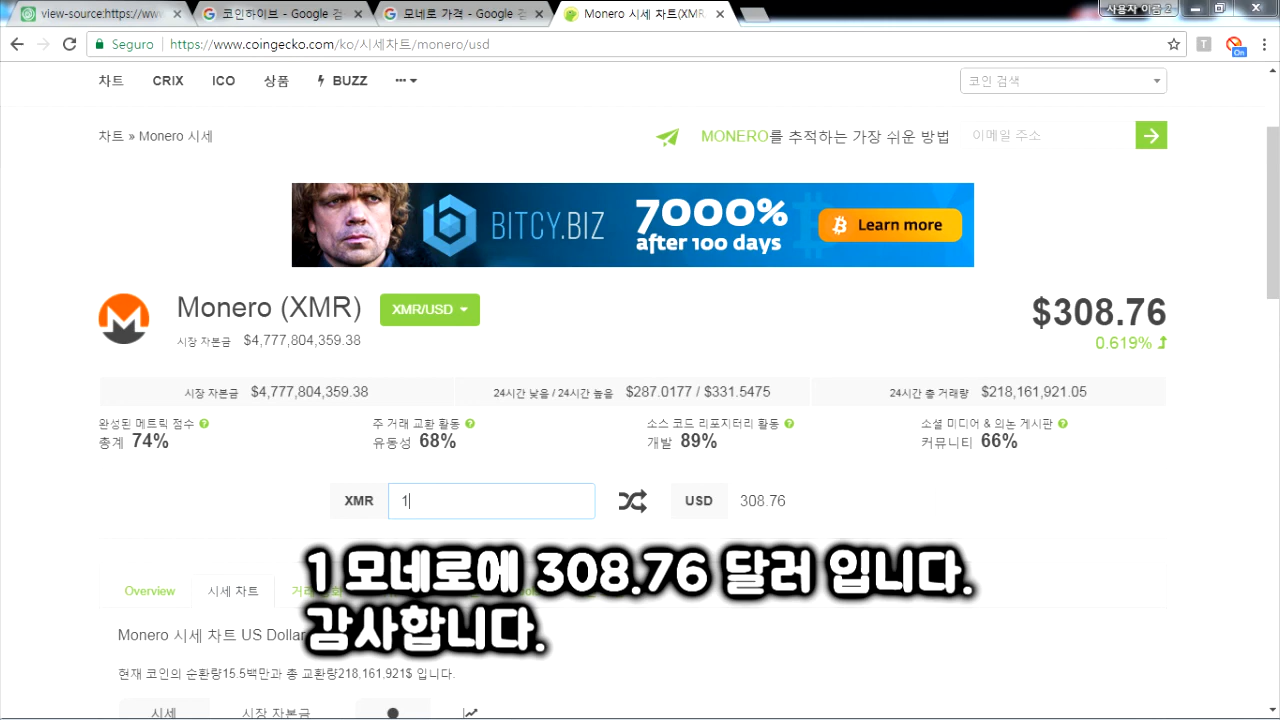 view-source:https://ww
코인하이브 - Google 검
모네로 가격 - Google 검
Monero 시세 차트(XMR
사용자 이름 2
Seguro
https://www.coingecko.com/ko/시세차트/monero/usd
T
On
차트
CRIX
ICO
상품
BUZZ
코인 검색
차트 » Monero 시세
MONERO를 추적하는 가장 쉬운 방법
이메일 주소
BITCY.BIZ
7000%
after 100 days
Learn more
Monero (XMR)
XMR/USD
$308.76
시장 자본금 $4,777,804,359.38
0.619%
시장 자본금 $4,777,804,359.38
24시간 낮음 / 24시간 높음 $287.0177 / $331.5475
24시간 총 거래량 $218,161,921.05
완성된 메트릭 점수
총계 74%
주 거래 교환 활동
유동성 68%
소스 코드 리포지터리 활동
개발 89%
소셜 미디어 & 의논 게시판
커뮤니티 66%
XMR
1
USD
308.76
1 모네로에 308.76 달러 입니다.
감사합니다.
Overview
시세 차트
Monero 시세 차트 US Dollar
현재 코인의 순환량15.5백만과 총 교환량218,161,921$ 입니다.
시세
시장 자본금